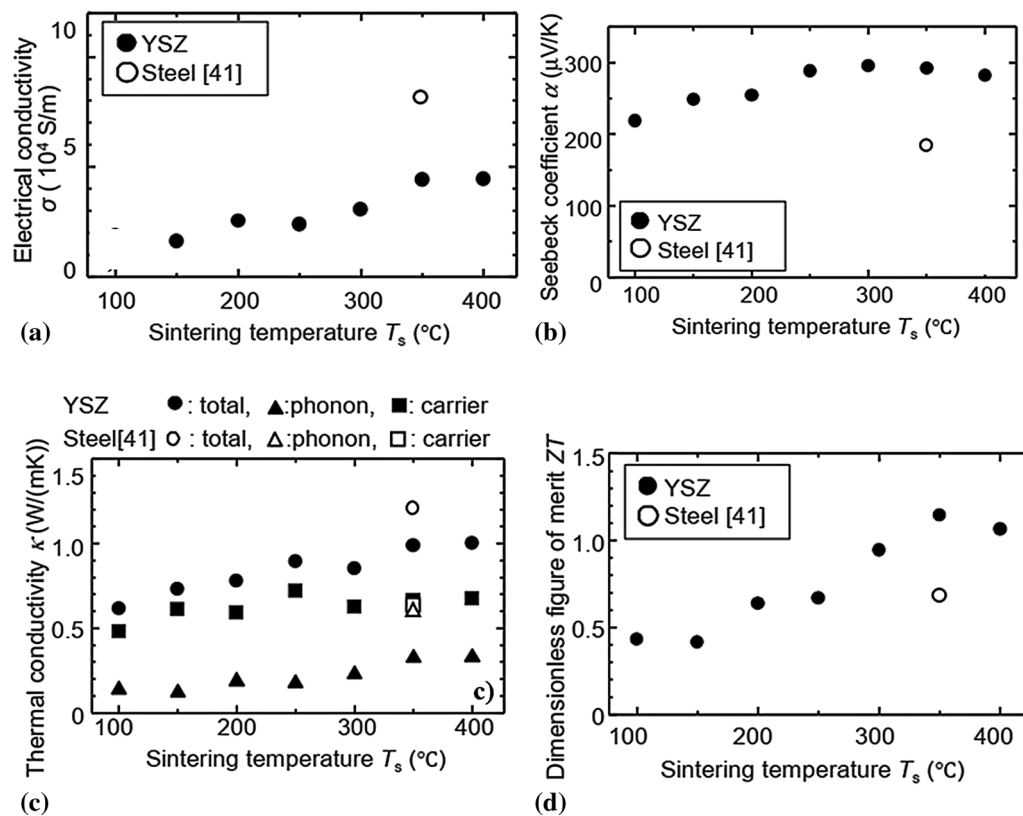 10
5
0
Electrical conductivity
σ ( 10⁴ S/m)
YSZ
Steel [41]
100 200 300 400
Sintering temperature Tₛ (°C)
(a)
300
200
100
0
Seebeck coefficient α (μV/K)
YSZ
Steel [41]
100 200 300 400
Sintering temperature Tₛ (°C)
(b)
YSZ ●: total, ▲:phonon, ■: carrier
Steel[41] ○: total, △:phonon, □: carrier
1.5
1.0
0.5
0
Thermal conductivity κ (W/(mK))
c)
100 200 300 400
Sintering temperature Tₛ (°C)
(c)
1.5
1.0
0.5
0
Dimensionless figure of merit ZT
YSZ
Steel [41]
100 200 300 400
Sintering temperature Tₛ (°C)
(d)